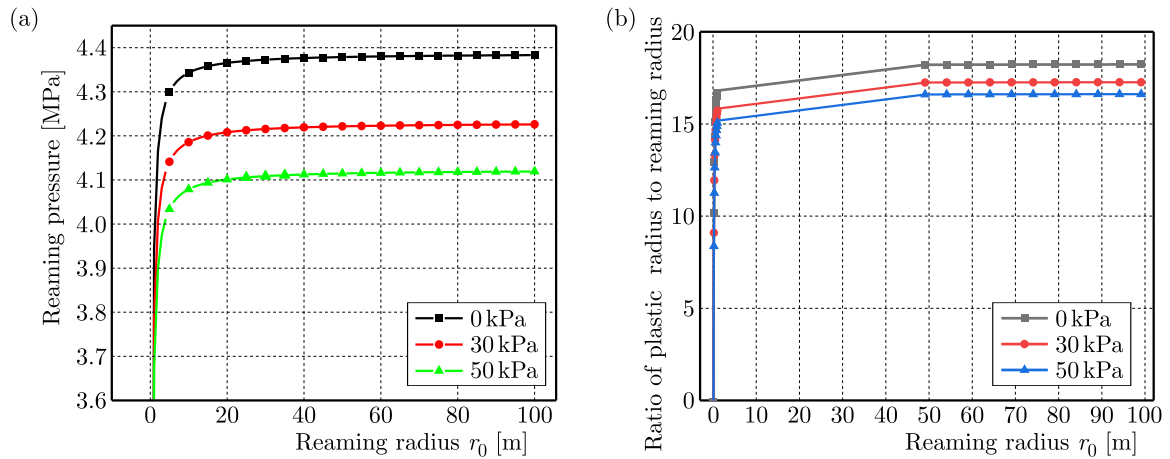 (a)
Reaming pressure [MPa]
4.4
4.3
4.2
4.1
4.0
3.9
3.8
3.7
3.6
0 kPa
30 kPa
50 kPa
0 20 40 60 80 100
Reaming radius r0 [m]
(b)
Ratio of plastic radius to reaming radius
20
15
10
5
0
0 kPa
30 kPa
50 kPa
0 10 20 30 40 50 60 70 80 90 100
Reaming radius r0 [m]